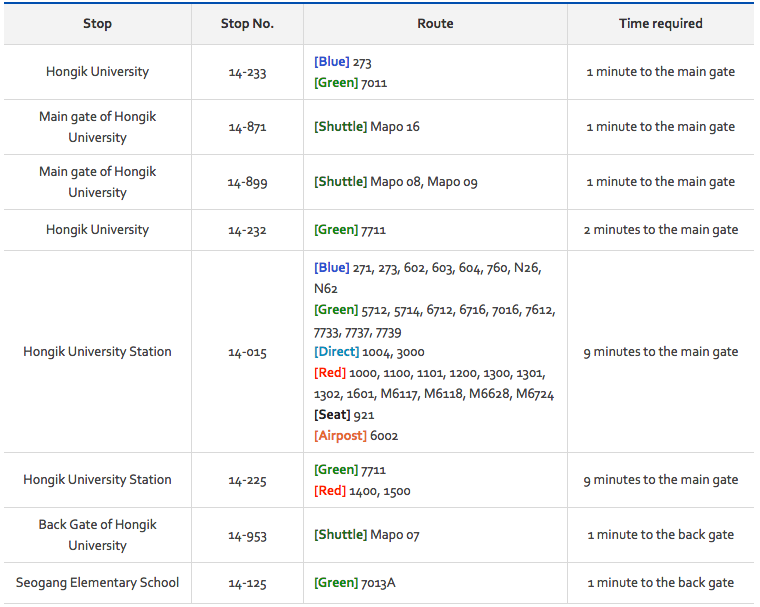 Stop Stop No. Route Time required
Hongik University 14-233 [Blue] 273
[Green] 7011 1 minute to the main gate
Main gate of Hongik
University 14-871 [Shuttle] Mapo 16 1 minute to the main gate
Main gate of Hongik
University 14-899 [Shuttle] Mapo 08, Mapo 09 1 minute to the main gate
Hongik University 14-232 [Green] 7711 2 minutes to the main gate
Hongik University Station 14-015 [Blue] 271, 273, 602, 603, 604, 760, N26,
N62
[Green] 5712, 5714, 6712, 6716, 7016, 7612,
7733, 7737, 7739
[Direct] 1004, 3000
[Red] 1000, 1100, 1101, 1200, 1300, 1301,
1302, 1601, M6117, M6118, M6628, M6724
[Seat] 921
[Airpost] 6002 9 minutes to the main gate
Hongik University Station 14-225 [Green] 7711
[Red] 1400, 1500 9 minutes to the main gate
Back Gate of Hongik
University 14-953 [Shuttle] Mapo 07 1 minute to the back gate
Seogang Elementary School 14-125 [Green] 7013A 1 minute to the back gate